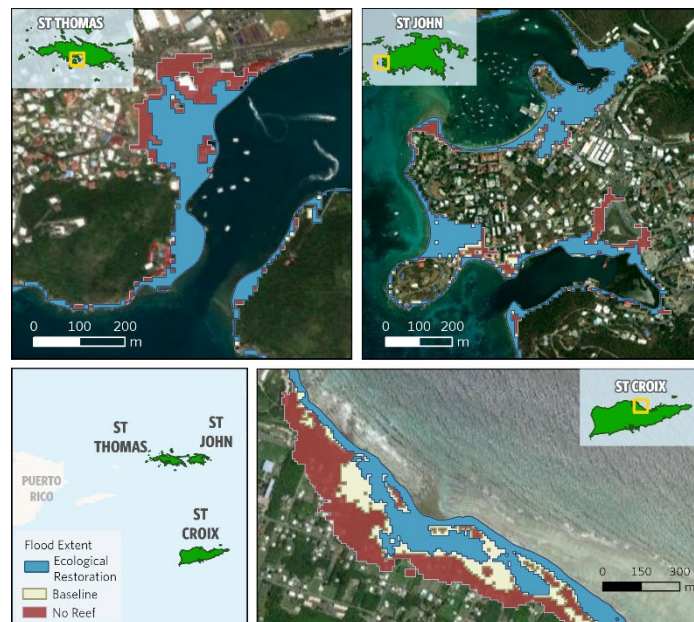 ST THOMAS
0 100 200
m
ST JOHN
0 100 200
m
ST
THOMAS
ST
JOHN
PUERTO
RICO
ST
CROIX
Flood Extent
Ecological
Restoration
Baseline
No Reef
ST CROIX
0 150 300
m